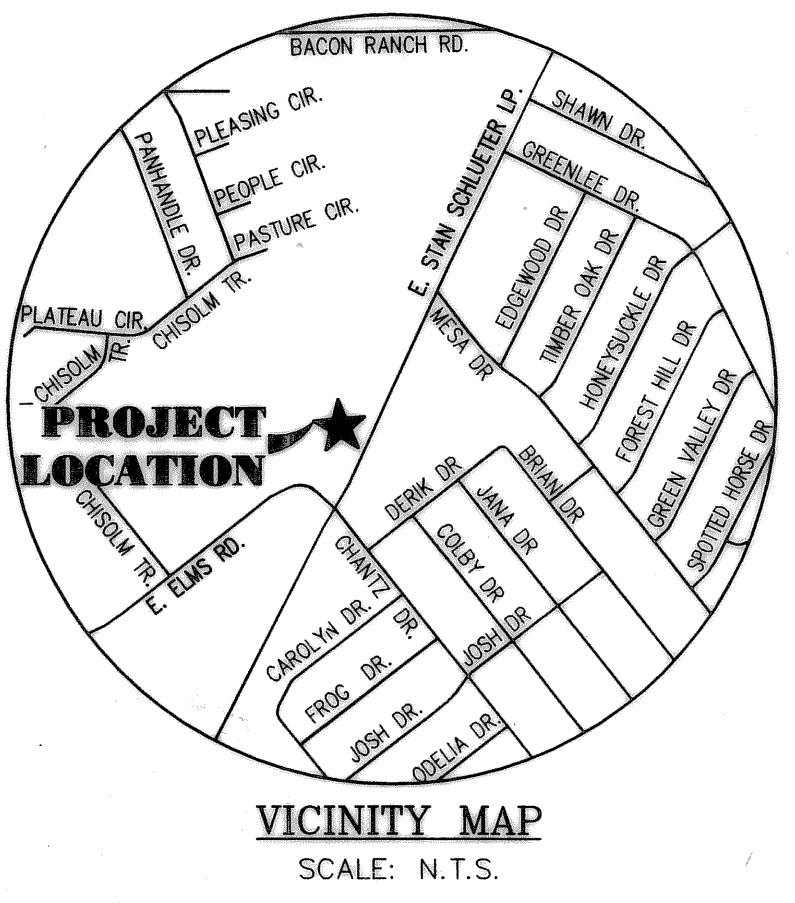 BACON RANCH RD.
PLEASING CIR.
PEOPLE CIR.
PASTURE CIR.
PANHANDLE DR.
CHISOLM TR.
PLATEAU CIR.
CHISOLM TR.
E. STAN SCHLUETER LP.
SHAWN DR.
GREENLEE DR.
EDGEWOOD DR
TIMBER OAK DR
HONEYSUCKLE DR
FOREST HILL DR
GREEN VALLEY DR
SPOTTED HORSE DR
MESA DR
PROJECT
LOCATION
CHISOLM TR.
E. ELMS RD.
DERIK DR
BRIAN DR
JANA DR
COLBY DR
CHANTZ DR.
CAROLYN DR.
JOSH DR
FROG DR.
JOSH DR.
ODELIA DR.
VICINITY MAP
SCALE: N.T.S.